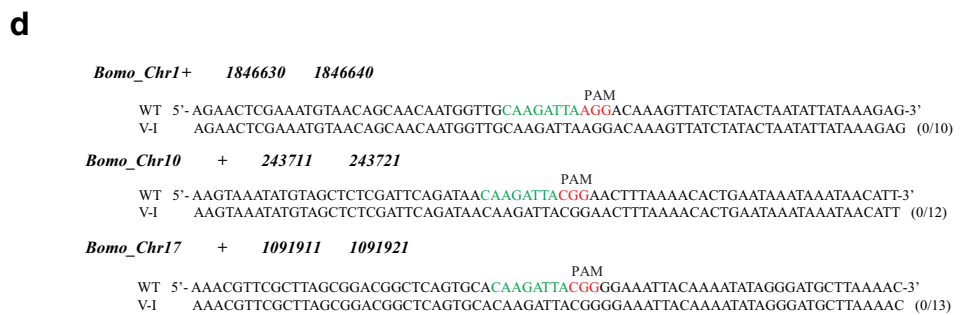 d
Bomo_Chr1+ 1846630 1846640
PAM
WT 5’- AGAACTCGAAATGTAACAGCAACAATGGTTGCAAGATTAAGGACAAAGTTATCTATACTAATATTATAAAGAG-3’
V-I AGAACTCGAAATGTAACAGCAACAATGGTTGCAAGATTAAGGACAAAGTTATCTATACTAATATTATAAAGAG (0/10)
Bomo_Chr10 + 243711 243721
PAM
WT 5’- AAGTAAATATGTAGCTCTCGATTCAGATAACAAGATTACGGAACTTTAAAACACTGAATAAATAAATAACATT-3’
V-I AAGTAAATATGTAGCTCTCGATTCAGATAACAAGATTACGGAACTTTAAAACACTGAATAAATAAATAACATT (0/12)
Bomo_Chr17 + 1091911 1091921
PAM
WT 5’- AAACGTTCGCTTAGCGGACGGCTCAGTGCACAAGATTACGGGGAAATTACAAAATATAGGGATGCTTAAAAC-3’
V-I AAACGTTCGCTTAGCGGACGGCTCAGTGCACAAGATTACGGGGAAATTACAAAATATAGGGATGCTTAAAAC (0/13)